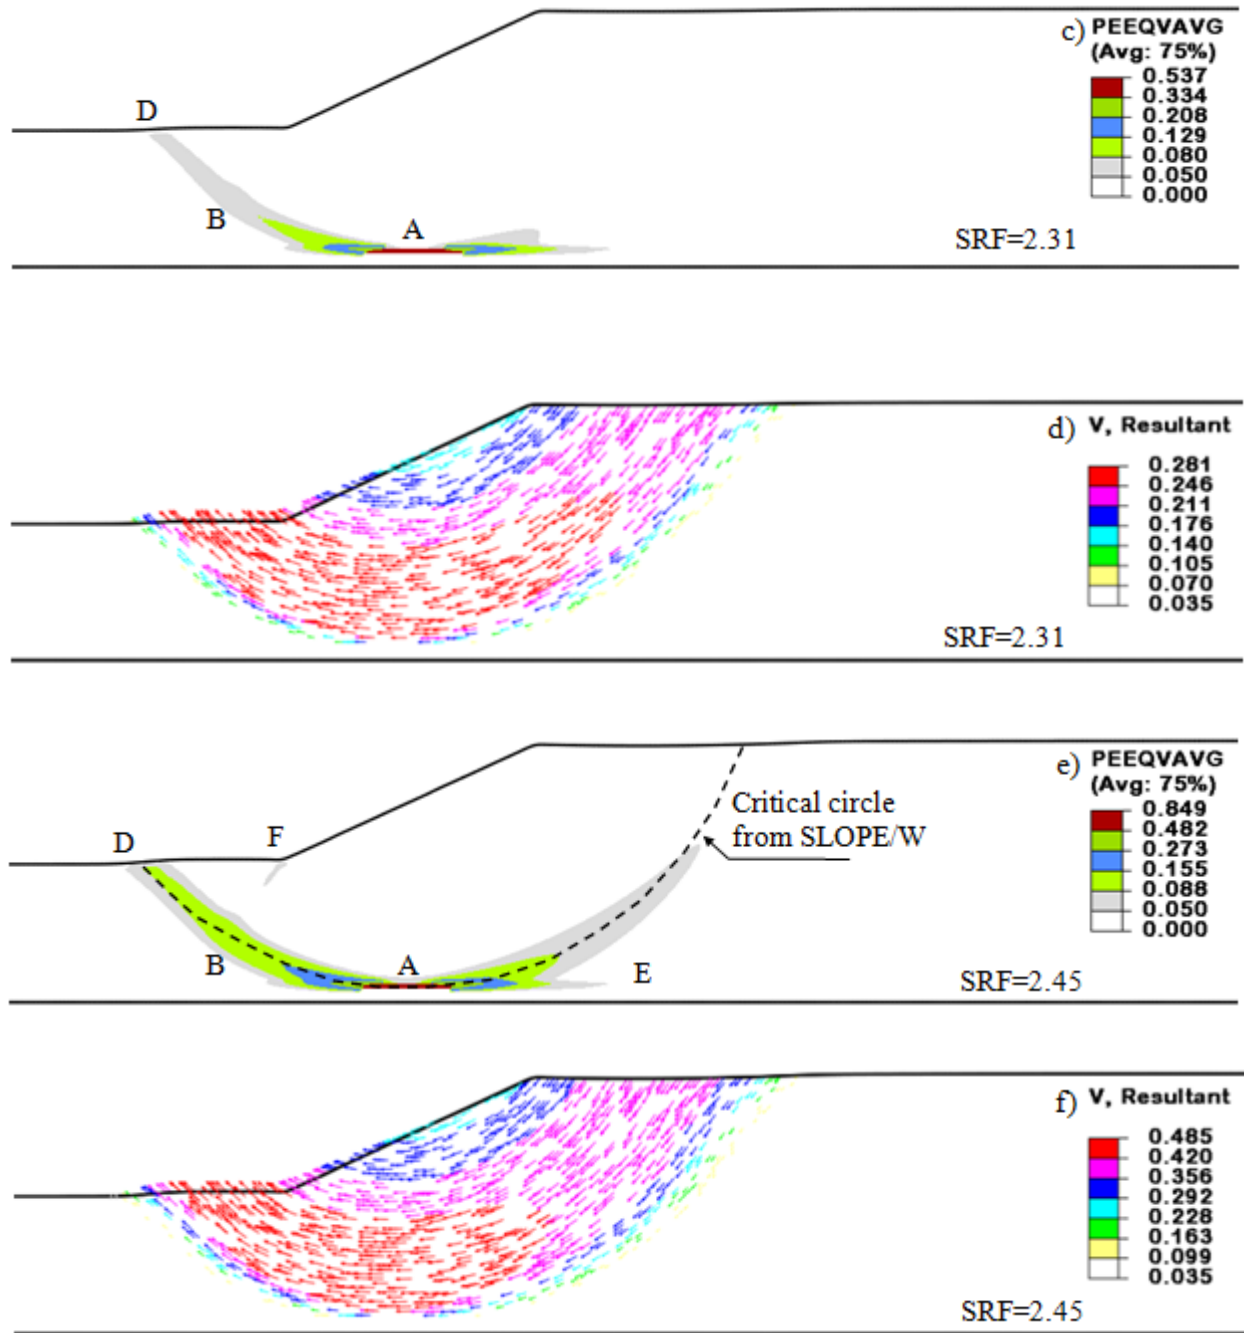 c) PEEQVAVG
(Avg: 75%)
0.537
0.334
0.208
0.129
0.080
0.050
0.000
D
B
A
SRF=2.31
d) V, Resultant
0.281
0.246
0.211
0.176
0.140
0.105
0.070
0.035
SRF=2.31
e) PEEQVAVG
(Avg: 75%)
0.849
0.482
0.273
0.155
0.088
0.050
0.000
Critical circle
from SLOPE/W
D
F
B
A
E
SRF=2.45
f) V, Resultant
0.485
0.420
0.356
0.292
0.228
0.163
0.099
0.035
SRF=2.45